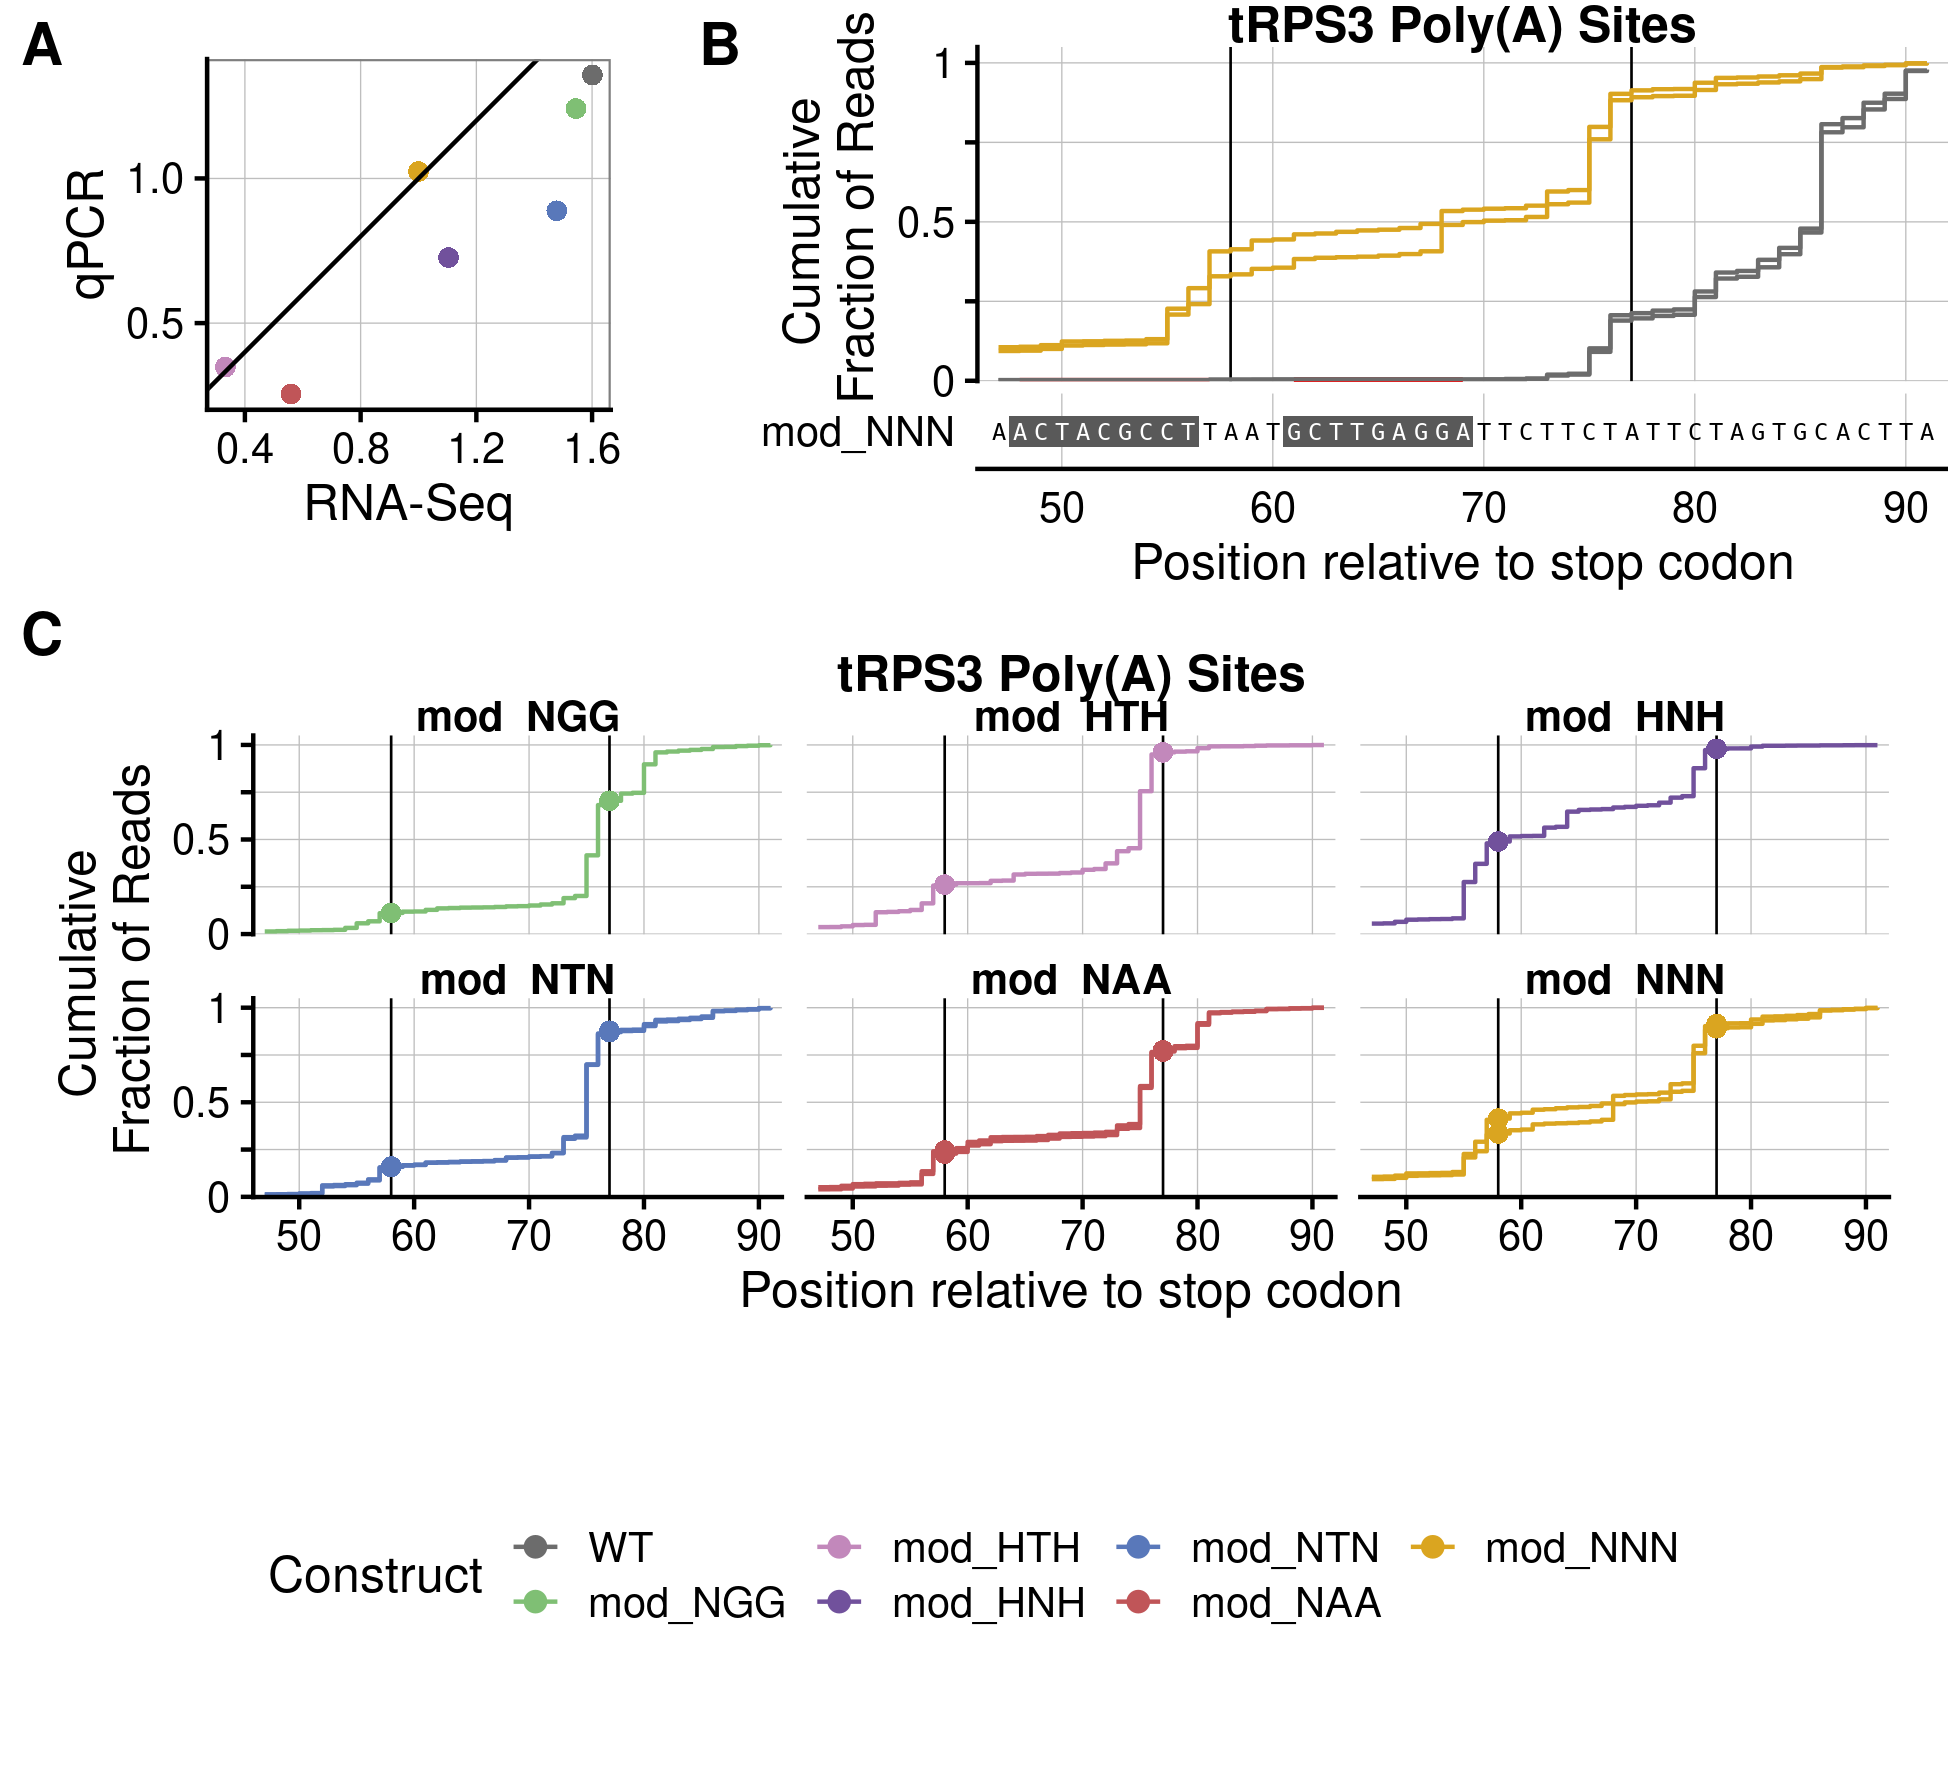 A
qPCR
1.0
0.5
0.4 0.8 1.2 1.6
RNA-Seq
B
tRPS3 Poly(A) Sites
Cumulative
Fraction of Reads
1
0.5
0
mod_NNN AACTACGCCTTAATGCTTGAGGATTCTTCTATTCTAGTGCACTTA
50 60 70 80 90
Position relative to stop codon
C
tRPS3 Poly(A) Sites
Cumulative
Fraction of Reads
mod NGG mod HTH mod HNH
1
0.5
0
mod NTN mod NAA mod NNN
1
0.5
0
50 60 70 80 90 50 60 70 80 90 50 60 70 80 90
Position relative to stop codon
Construct
WT mod_HTH mod_NTN mod_NNN
mod_NGG mod_HNH mod_NAA